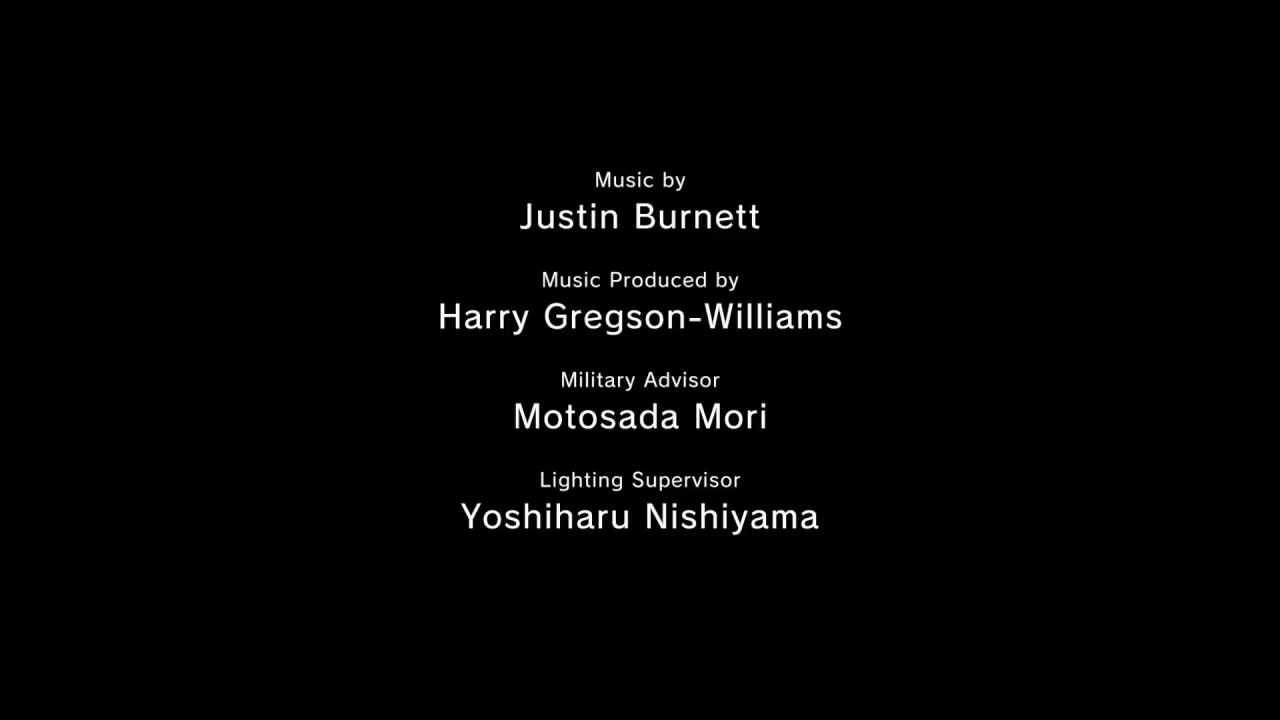 Music by
Justin Burnett
Music Produced by
Harry Gregson-Williams
Military Advisor
Motosada Mori
Lighting Supervisor
Yoshiharu Nishiyama